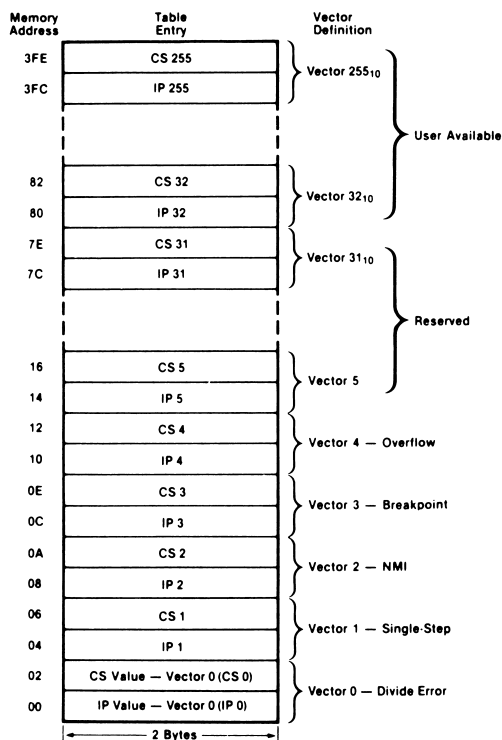 Memory Address Table Entry Vector Definition
3FE CS 255
Vector 255₁₀
3FC IP 255
User Available
82 CS 32
Vector 32₁₀
80 IP 32
7E CS 31
Vector 31₁₀
7C IP 31
Reserved
16 CS 5
Vector 5
14 IP 5
12 CS 4
Vector 4 — Overflow
10 IP 4
0E CS 3
Vector 3 — Breakpoint
0C IP 3
0A CS 2
Vector 2 — NMI
08 IP 2
06 CS 1
Vector 1 — Single-Step
04 IP 1
02 CS Value — Vector 0 (CS 0)
Vector 0 — Divide Error
00 IP Value — Vector 0 (IP 0)
2 Bytes